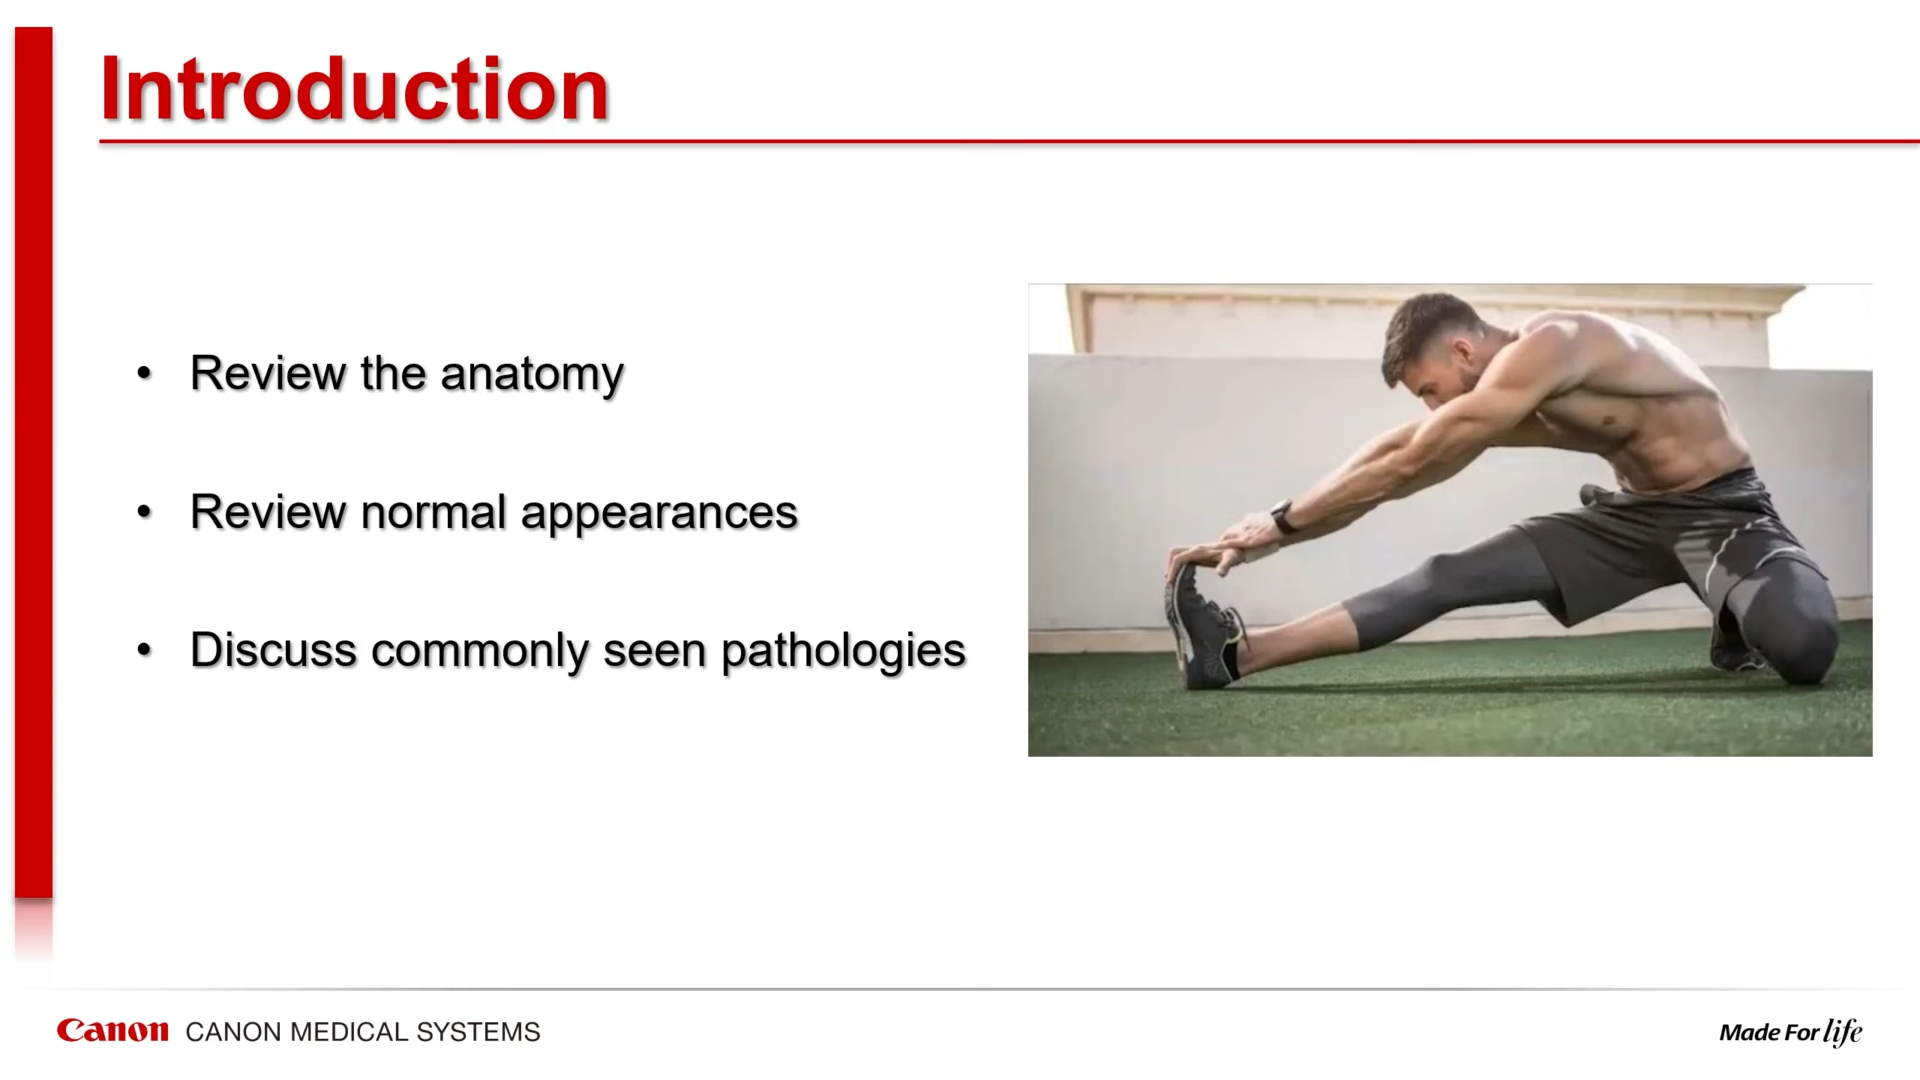 Introduction
• Review the anatomy
• Review normal appearances
• Discuss commonly seen pathologies
Canon CANON MEDICAL SYSTEMS
Made For life